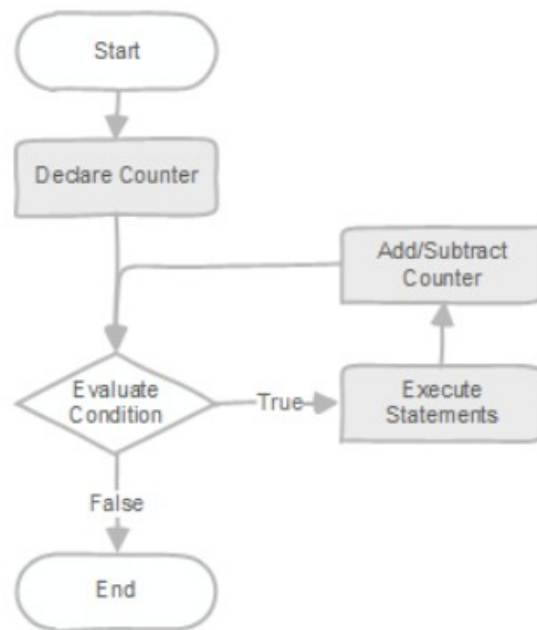 Start
Declare Counter
Add/Subtract
Counter
Evaluate
Condition
True
Execute
Statements
False
End